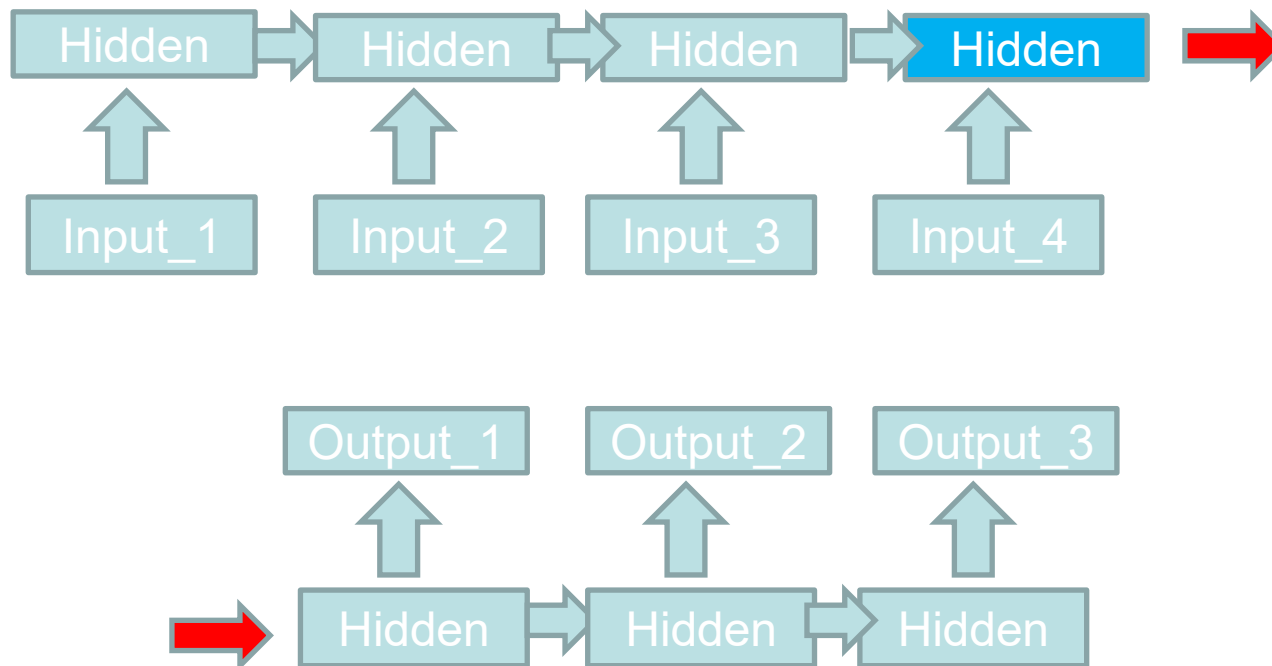 Hidden Hidden Hidden Hidden
Input_1 Input_2 Input_3 Input_4
Output_1 Output_2 Output_3
Hidden Hidden Hidden